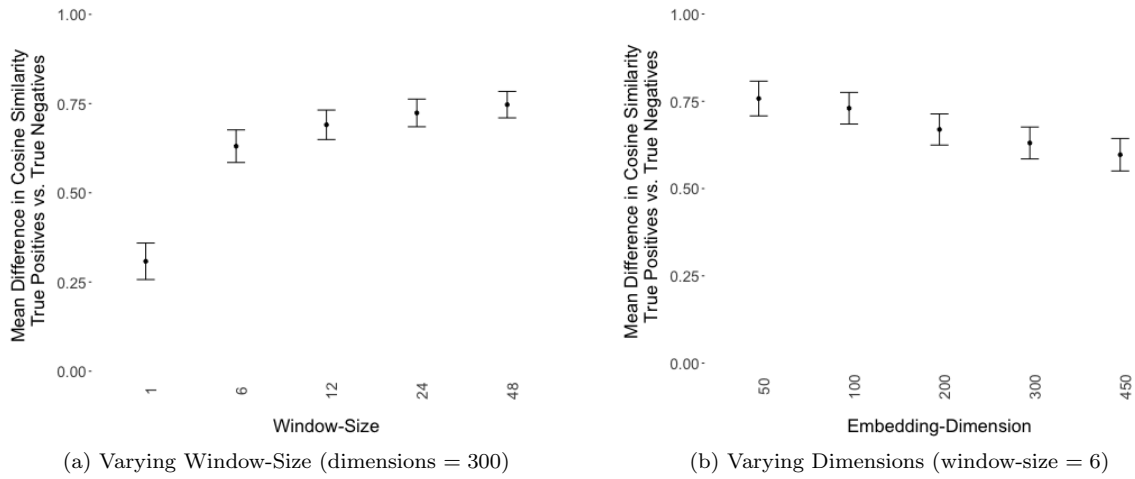 Mean Difference in Cosine Similarity
True Positives vs. True Negatives
1.00
0.75
0.50
0.25
0.00
1
6
12
24
48
Window-Size
(a) Varying Window-Size (dimensions = 300)
Mean Difference in Cosine Similarity
True Positives vs. True Negatives
1.00
0.75
0.50
0.25
0.00
50
100
200
300
450
Embedding-Dimension
(b) Varying Dimensions (window-size = 6)